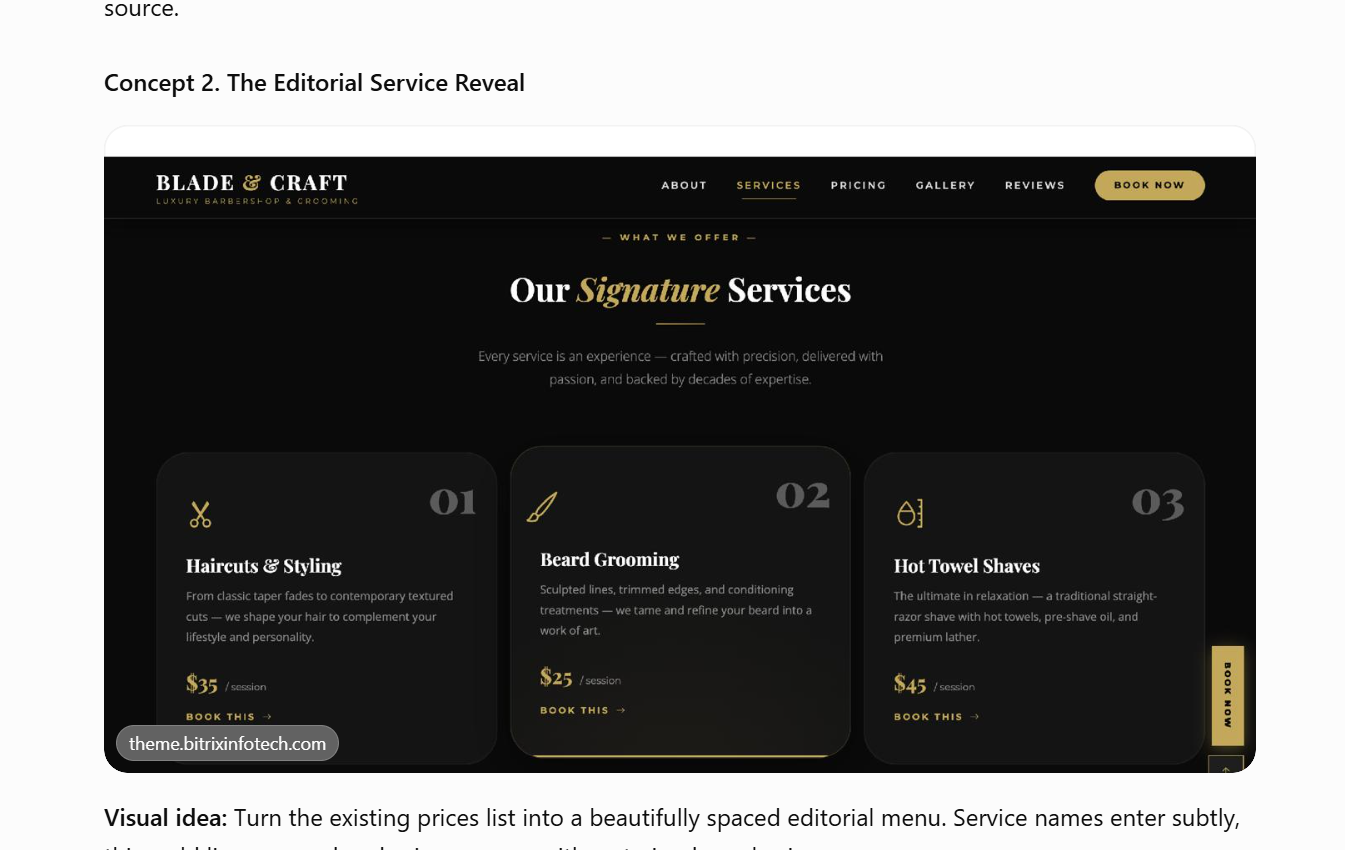 source.
Concept 2. The Editorial Service Reveal
BLADE & CRAFT
LUXURY BARBERSHOP & GROOMING
ABOUT SERVICES PRICING GALLERY REVIEWS BOOK NOW
— WHAT WE OFFER —
Our Signature Services
Every service is an experience — crafted with precision, delivered with
passion, and backed by decades of expertise.
01
Haircuts & Styling
From classic taper fades to contemporary textured
cuts — we shape your hair to complement your
lifestyle and personality.
$35 / session
BOOK THIS →
02
Beard Grooming
Sculpted lines, trimmed edges, and conditioning
treatments — we tame and refine your beard into a
work of art.
$25 / session
BOOK THIS →
03
Hot Towel Shaves
The ultimate in relaxation — a traditional straight-
razor shave with hot towels, pre-shave oil, and
premium lather.
$45 / session
BOOK THIS →
BOOK NOW
theme.bitrixinfotech.com
Visual idea: Turn the existing prices list into a beautifully spaced editorial menu. Service names enter subtly,